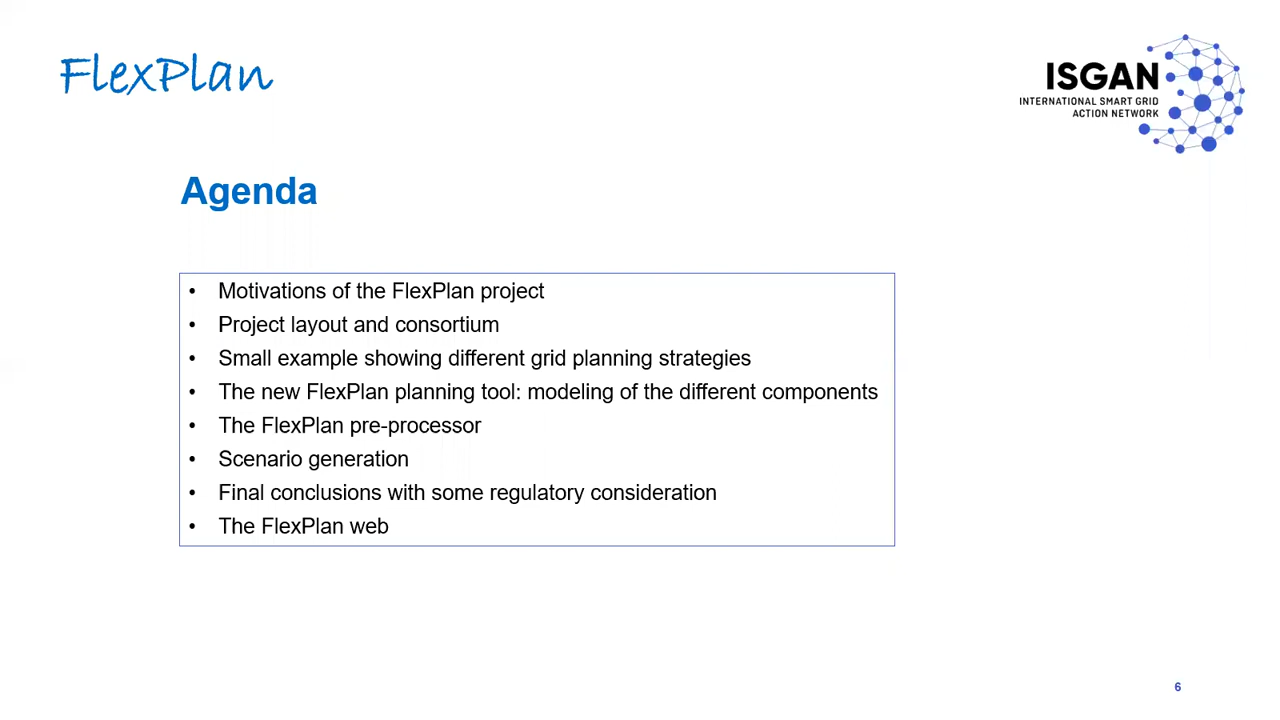 FlexPlan
ISGAN
INTERNATIONAL SMART GRID
ACTION NETWORK
Agenda
• Motivations of the FlexPlan project
• Project layout and consortium
• Small example showing different grid planning strategies
• The new FlexPlan planning tool: modeling of the different components
• The FlexPlan pre-processor
• Scenario generation
• Final conclusions with some regulatory consideration
• The FlexPlan web
6